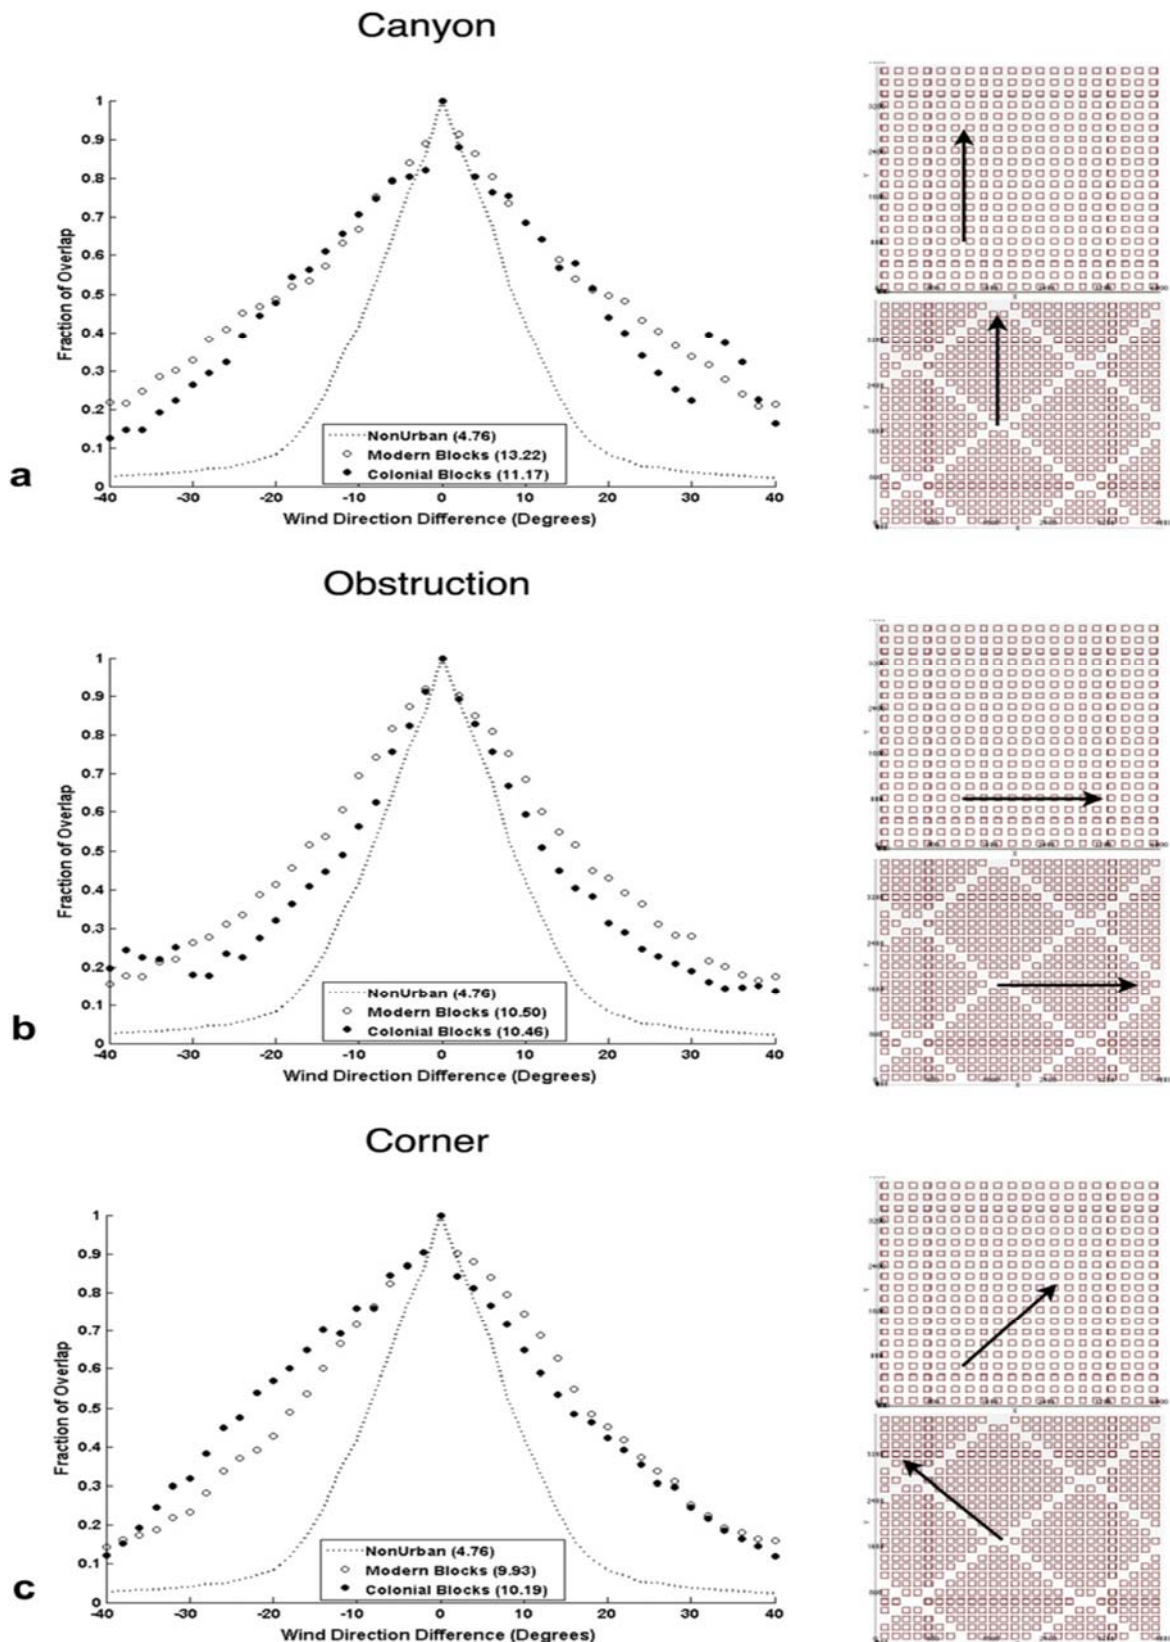 Canyon
1
0.9
0.8
0.7
0.6
0.5
0.4
0.3
0.2
0.1
0
Fraction of Overlap
NonUrban (4.76)
Modern Blocks (13.22)
Colonial Blocks (11.17)
-40 -30 -20 -10 0 10 20 30 40
Wind Direction Difference (Degrees)
a
Obstruction
1
0.9
0.8
0.7
0.6
0.5
0.4
0.3
0.2
0.1
0
Fraction of Overlap
NonUrban (4.76)
Modern Blocks (10.50)
Colonial Blocks (10.46)
-40 -30 -20 -10 0 10 20 30 40
Wind Direction Difference (Degrees)
b
Corner
1
0.9
0.8
0.7
0.6
0.5
0.4
0.3
0.2
0.1
0
Fraction of Overlap
NonUrban (4.76)
Modern Blocks (9.93)
Colonial Blocks (10.19)
-40 -30 -20 -10 0 10 20 30 40
Wind Direction Difference (Degrees)
c